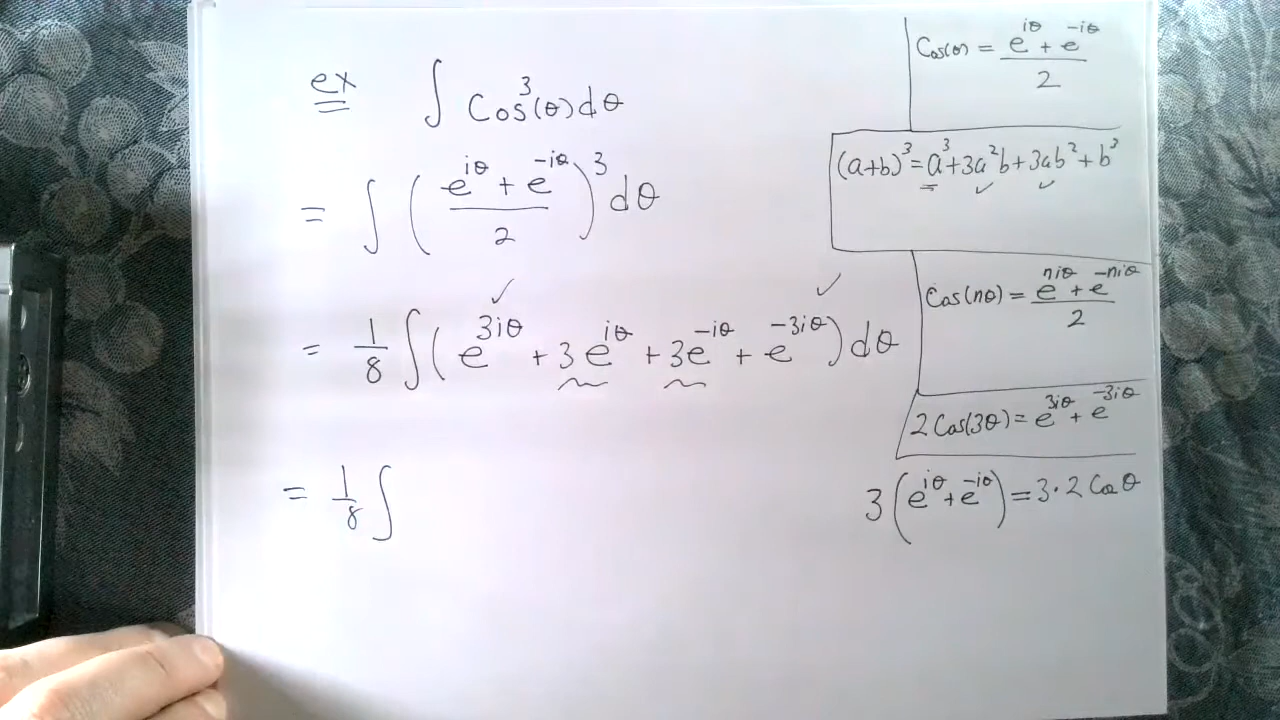 ex ∫ Cos³(θ)dθ
= ∫ ( (e^{iθ} + e^{-iθ}) / 2 )³ dθ
= 1/8 ∫ ( e^{3iθ} + 3e^{iθ} + 3e^{-iθ} + e^{-3iθ} ) dθ
= 1/8 ∫
Cos(θ) = (e^{iθ} + e^{-iθ}) / 2
(a+b)³ = a³ + 3a²b + 3ab² + b³
Cos(nθ) = (e^{niθ} + e^{-niθ}) / 2
2Cos(3θ) = e^{3iθ} + e^{-3iθ}
3(e^{iθ} + e^{-iθ}) = 3·2 Cosθ